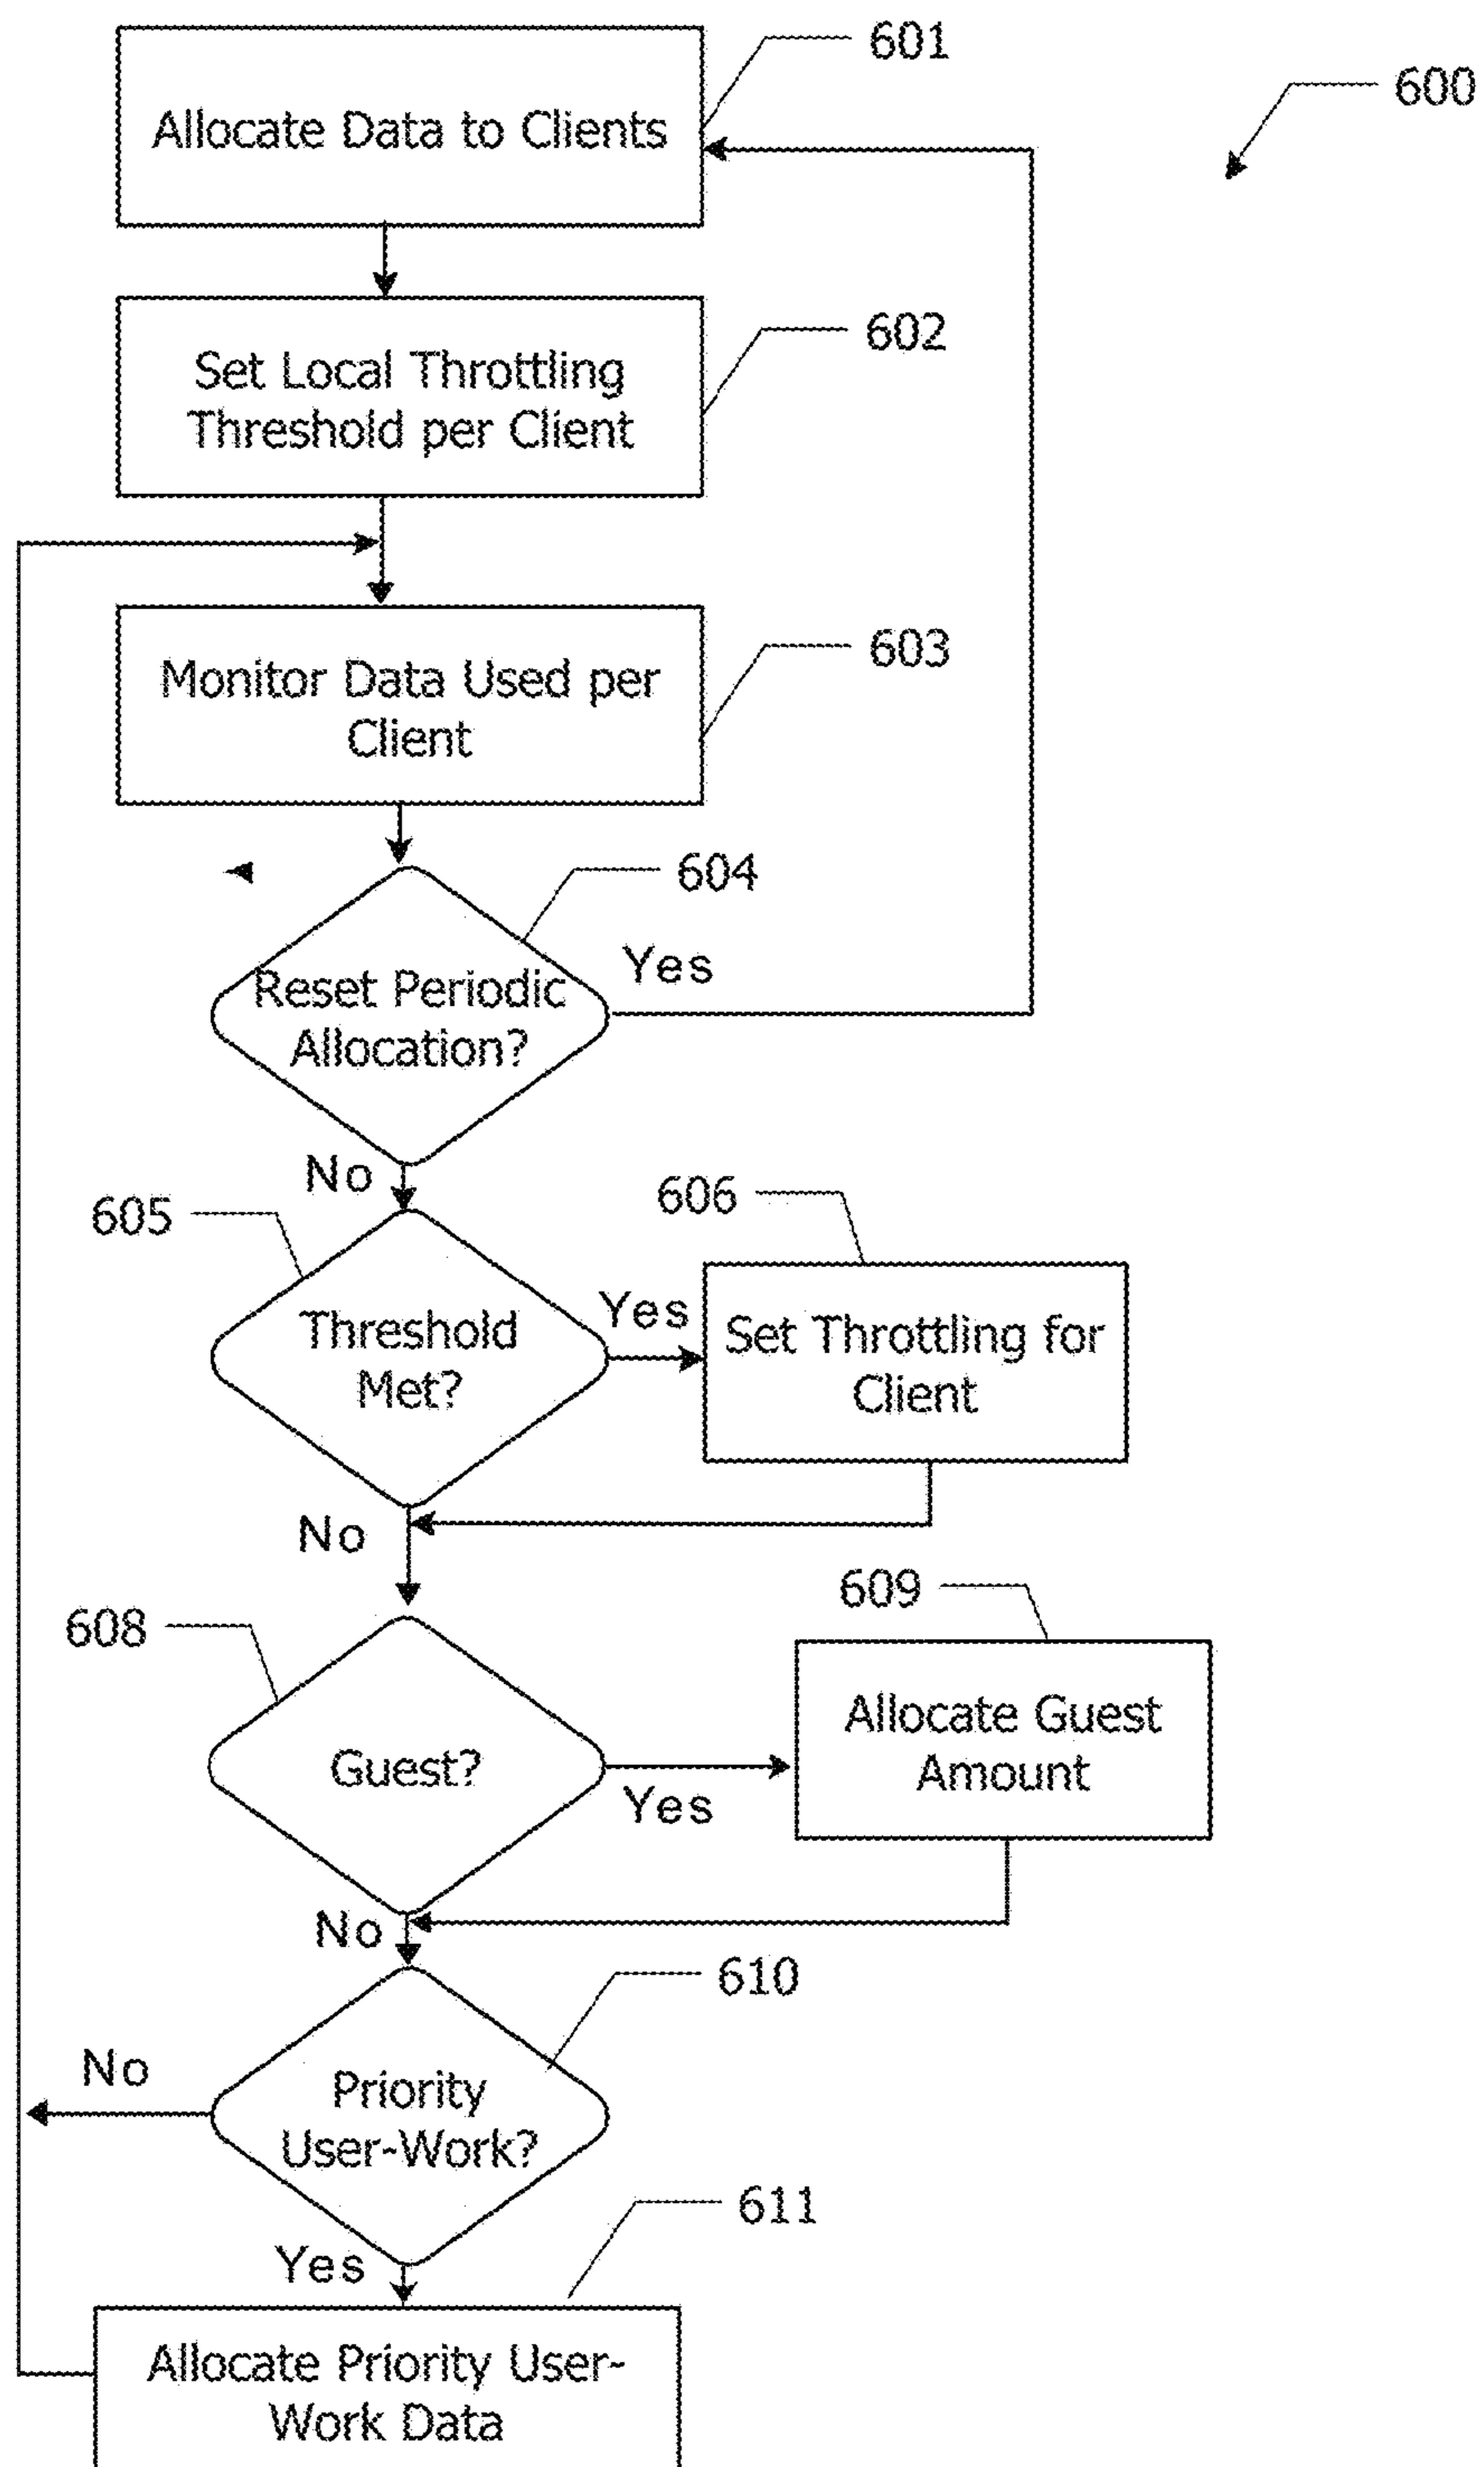 601
600
Allocate Data to Clients
602
Set Local Throttling
Threshold per Client
603
Monitor Data Used per
Client
604
Yes
Reset Periodic
Allocation?
No
605
606
Threshold
Met?
Yes
Set Throttling for
Client
No
609
608
Guest?
Yes
Allocate Guest
Amount
No
610
No
Priority
User-Work?
611
Yes
Allocate Priority User-
Work Data